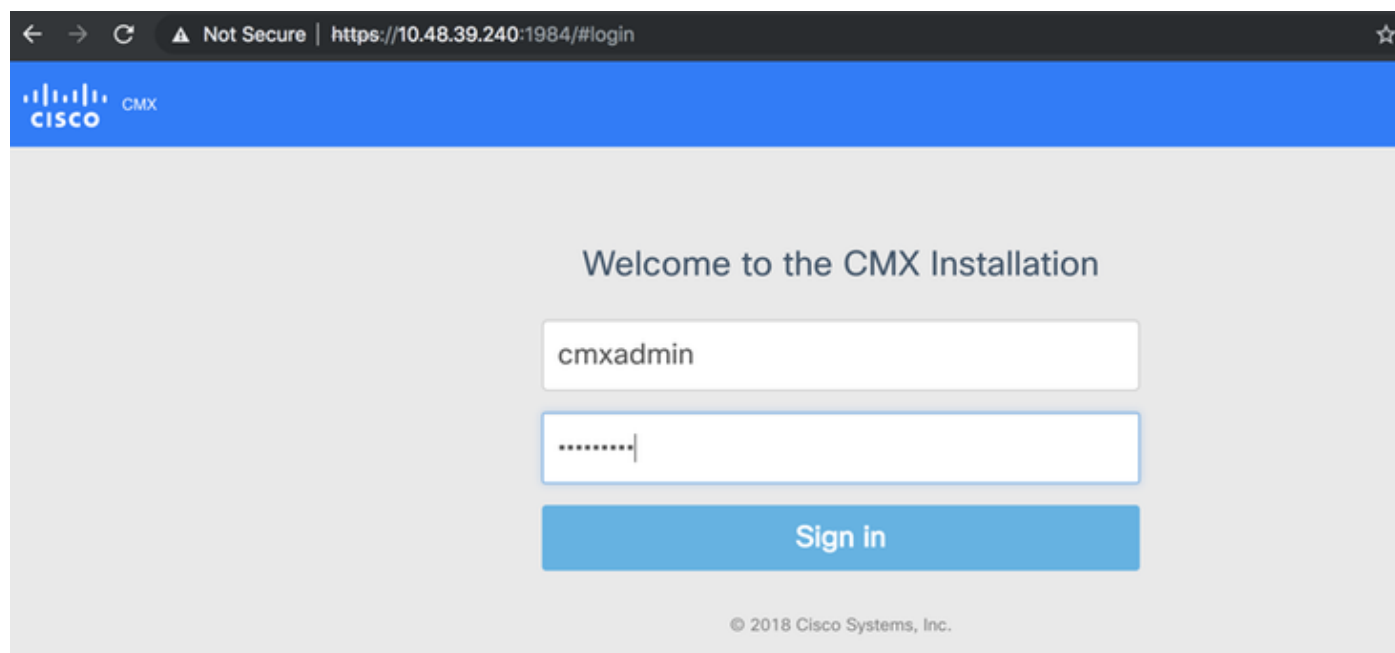 Not Secure | https://10.48.39.240:1984/#login
CISCO CMX
Welcome to the CMX Installation
cmxadmin
•••••••••
Sign in
© 2018 Cisco Systems, Inc.